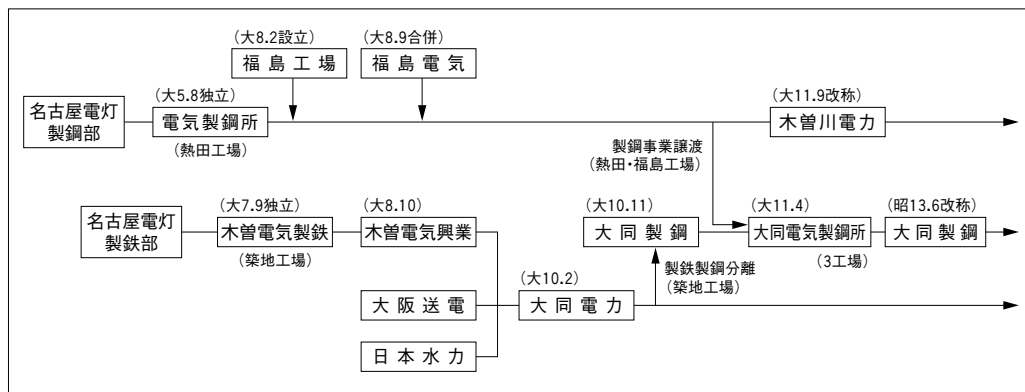 (大8.2設立)
福島工場
(大8.9合併)
福島電気
名古屋電灯
製鋼部
(大5.8独立)
電気製鋼所
(熱田工場)
(大11.9改称)
木曽川電力
製鋼事業譲渡
(熱田・福島工場)
名古屋電灯
製鉄部
(大7.9独立)
木曽電気製鉄
(築地工場)
(大8.10)
木曽電気興業
(大10.11)
大同製鋼
(大11.4)
大同電気製鋼所
(3工場)
(昭13.6改称)
大同製鋼
製鉄製鋼分離
(築地工場)
大阪送電
(大10.2)
大同電力
日本水力